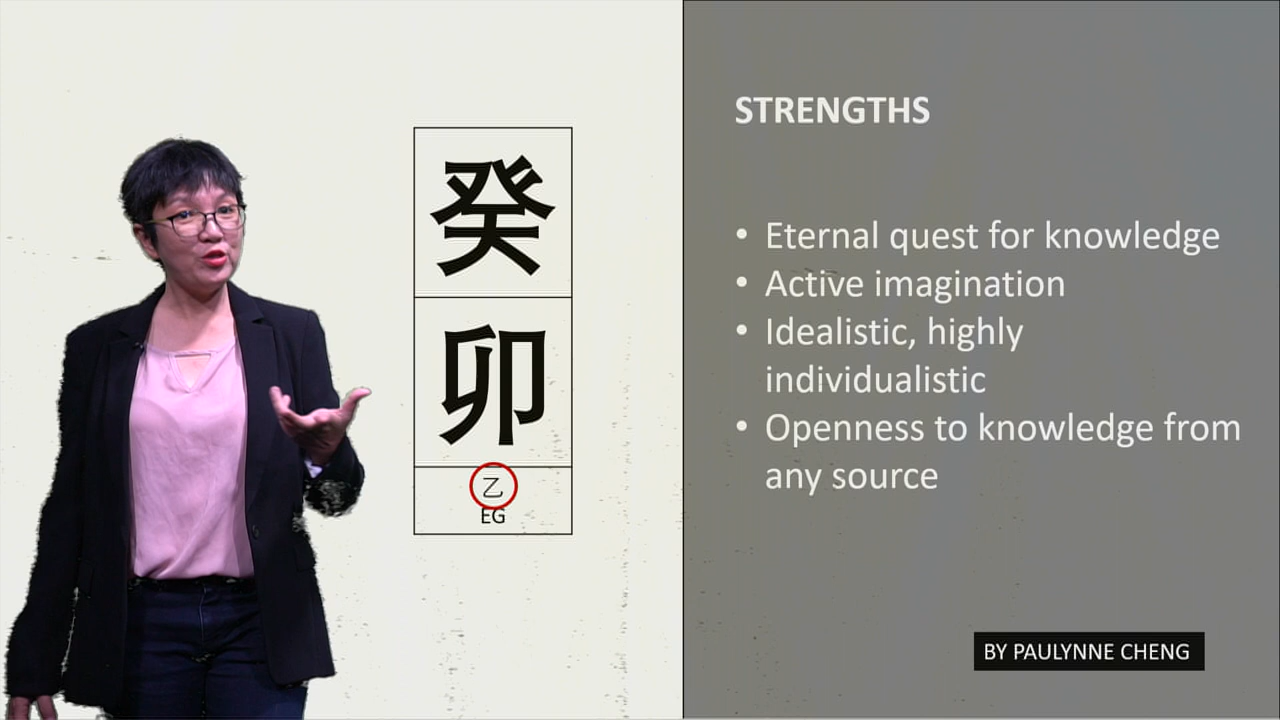 癸
卯
乙
EG
STRENGTHS
• Eternal quest for knowledge
• Active imagination
• Idealistic, highly
individualistic
• Openness to knowledge from
any source
BY PAULYNNE CHENG